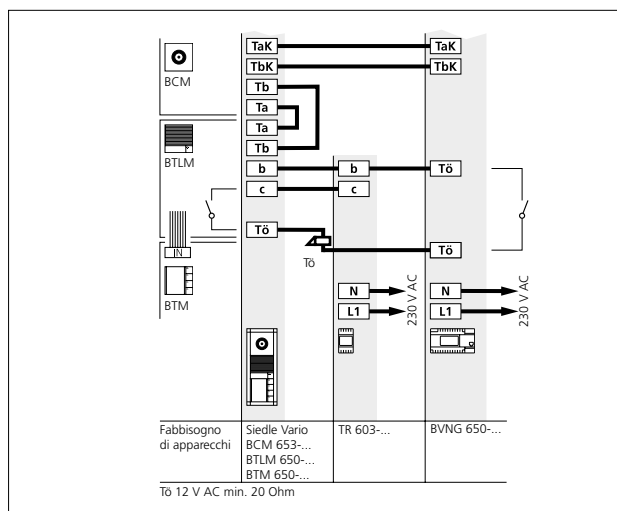 TaK TaK
BCM
TbK TbK
Tb
Ta
Ta
BTLM
Tb
b b Tö
c c
Tö Tö
Tö
IN
BTM
N 230 V AC N 230 V AC
L1 L1
Fabbisogno di apparecchi
Siedle Vario
BCM 653-...
BTLM 650-...
BTM 650-...
TR 603-...
BVNG 650-...
Tö 12 V AC min. 20 Ohm